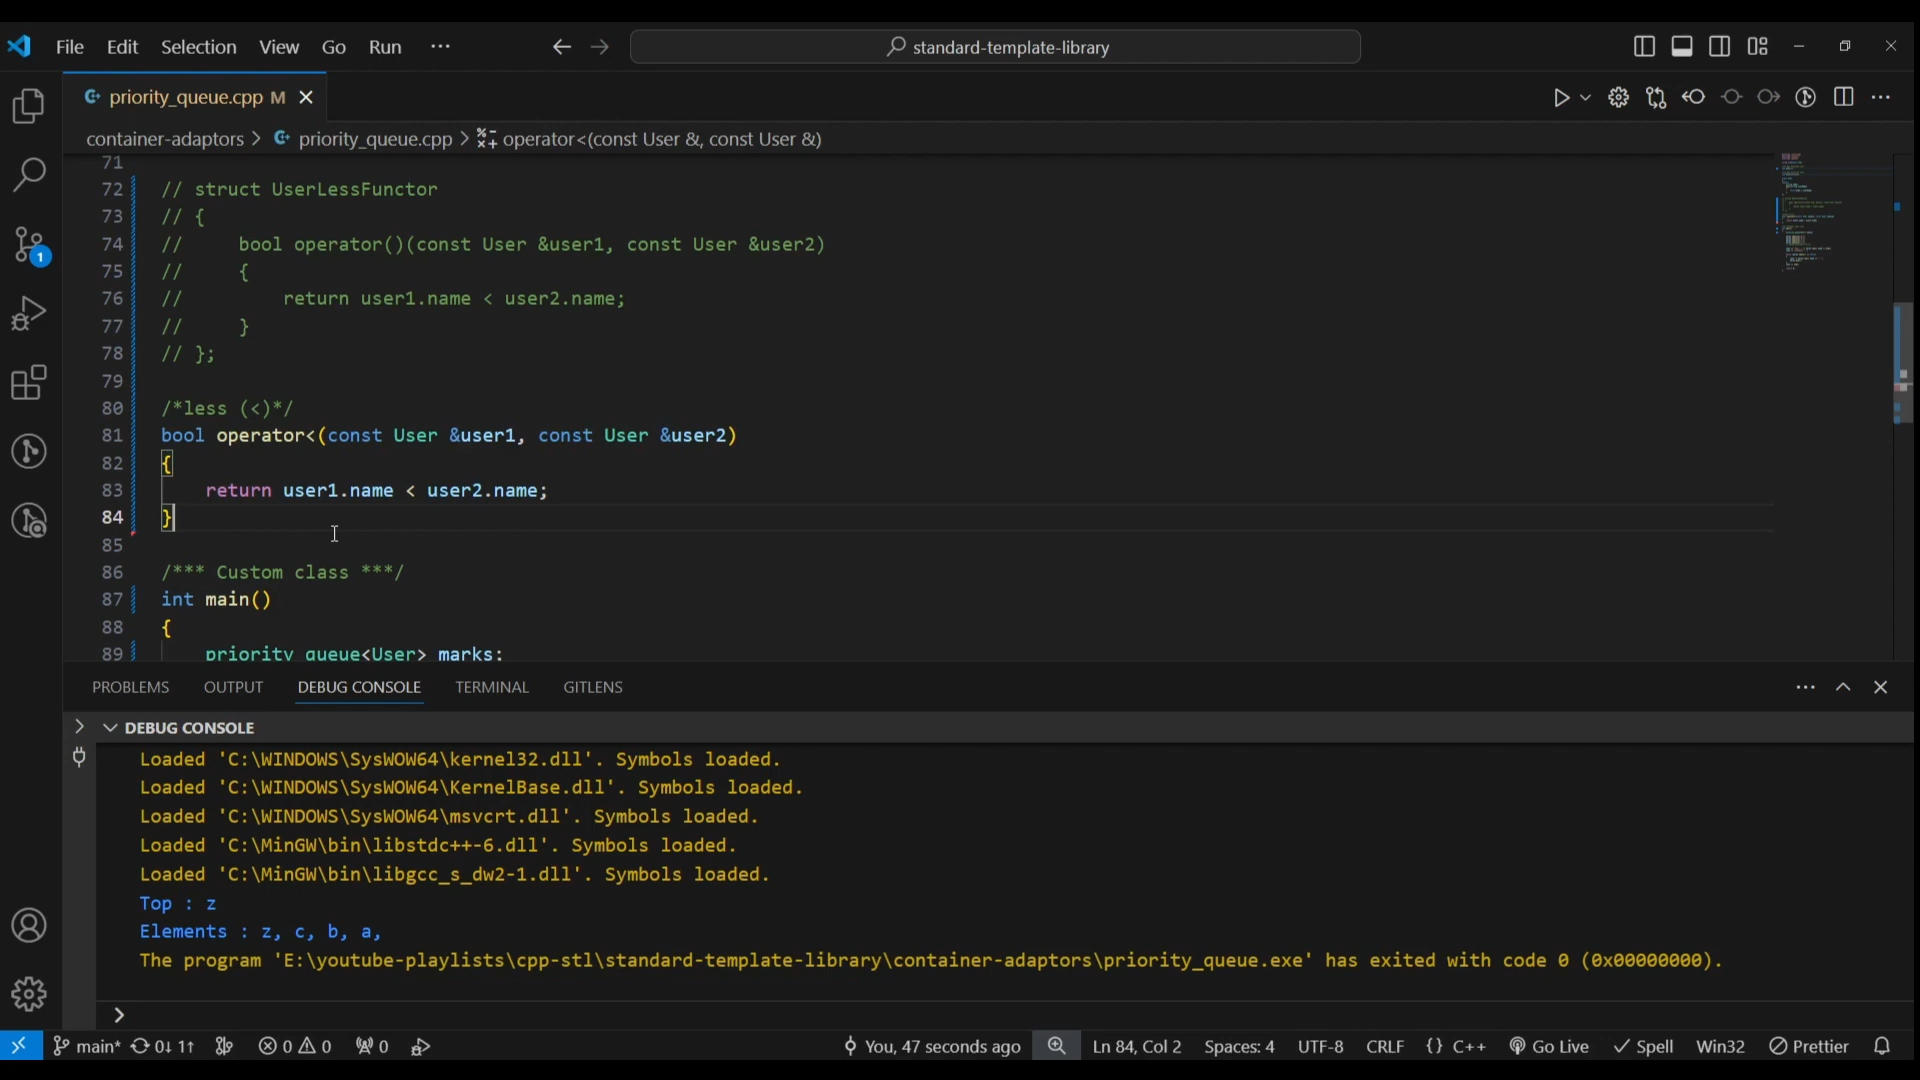 File Edit Selection View Go Run ··· standard-template-library
priority_queue.cpp M
container-adaptors > priority_queue.cpp > operator<(const User &, const User &)
71
72 // struct UserLessFunctor
73 // {
74 //     bool operator()(const User &user1, const User &user2)
75 //     {
76 //         return user1.name < user2.name;
77 //     }
78 // };
79
80 /*less (<)*/
81 bool operator<(const User &user1, const User &user2)
82 {
83     return user1.name < user2.name;
84 }
85
86 /*** Custom class ***/
87 int main()
88 {
89     priority_queue<User> marks;
1
PROBLEMS OUTPUT DEBUG CONSOLE TERMINAL GITLENS
DEBUG CONSOLE
Loaded 'C:\WINDOWS\SysWOW64\kernel32.dll'. Symbols loaded.
Loaded 'C:\WINDOWS\SysWOW64\KernelBase.dll'. Symbols loaded.
Loaded 'C:\WINDOWS\SysWOW64\msvcrt.dll'. Symbols loaded.
Loaded 'C:\MinGW\bin\libstdc++-6.dll'. Symbols loaded.
Loaded 'C:\MinGW\bin\libgcc_s_dw2-1.dll'. Symbols loaded.
Top : z
Elements : z, c, b, a,
The program 'E:\youtube-playlists\cpp-stl\standard-template-library\container-adaptors\priority_queue.exe' has exited with code 0 (0x00000000).
>
main* 0↓ 1↑ 0 0 0 You, 47 seconds ago Ln 84, Col 2 Spaces: 4 UTF-8 CRLF {} C++ Go Live Spell Win32 Prettier